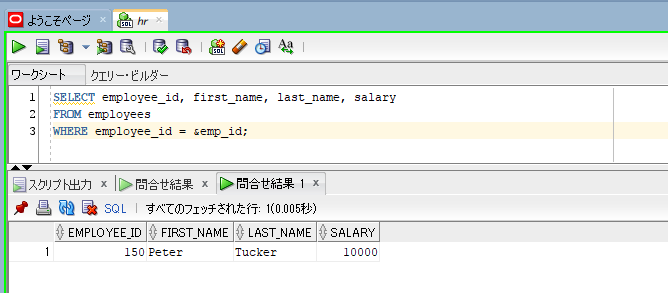 ようこそページ
hr
ワークシート クエリー・ビルダー
1 SELECT employee_id, first_name, last_name, salary
2 FROM employees
3 WHERE employee_id = &emp_id;
スクリプト出力 x 問合せ結果 x 問合せ結果 1 x
SQL | すべてのフェッチされた行: 1(0.005秒)
EMPLOYEE_ID FIRST_NAME LAST_NAME SALARY
1 150 Peter Tucker 10000